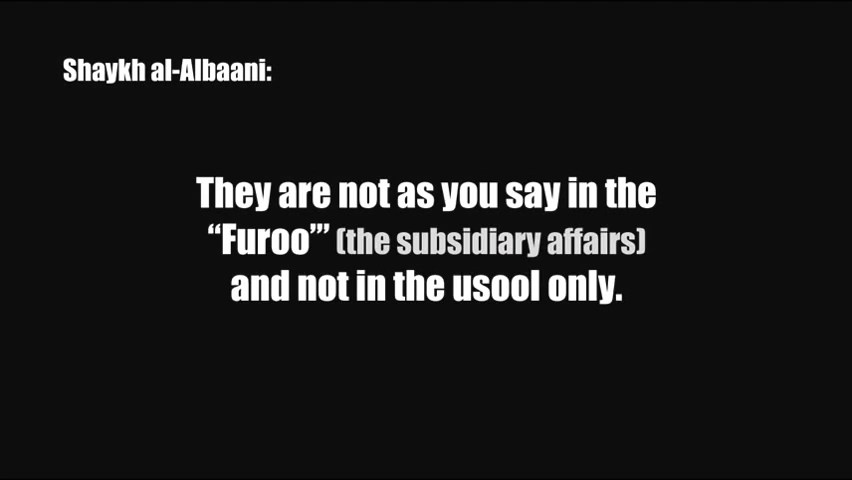 Shaykh al-Albaani:
They are not as you say in the
“Furoo’” (the subsidiary affairs)
and not in the usool only.